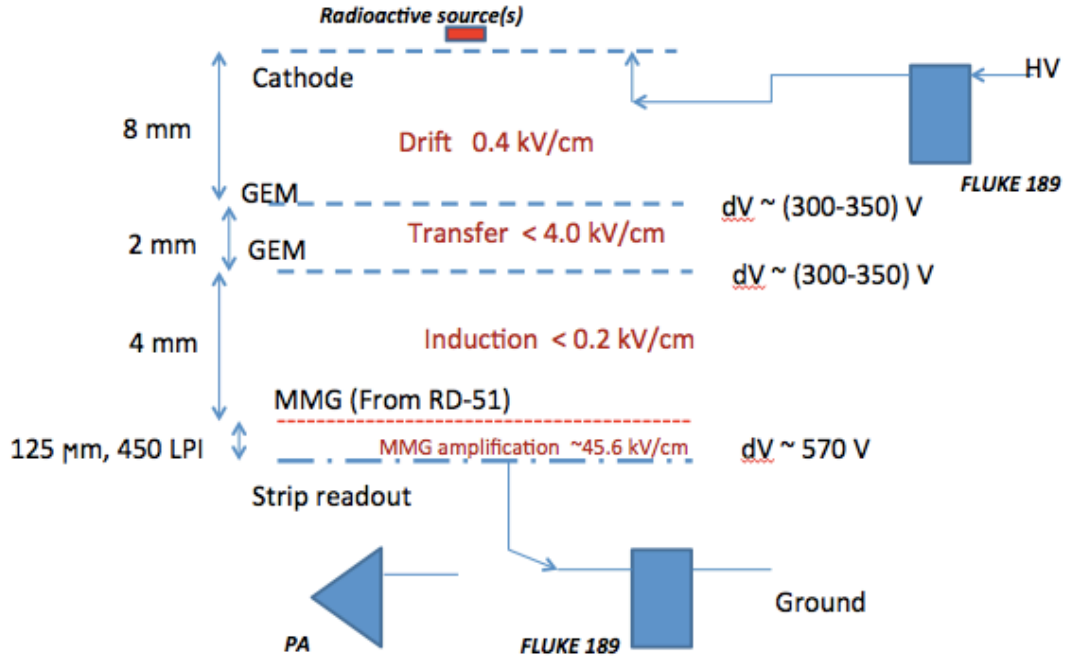 Radioactive source(s)
Cathode
HV
8 mm
Drift 0.4 kV/cm
FLUKE 189
GEM
dV ~ (300-350) V
2 mm
Transfer < 4.0 kV/cm
GEM
dV ~ (300-350) V
4 mm
Induction < 0.2 kV/cm
MMG (From RD-51)
125 μm, 450 LPI
MMG amplification ~45.6 kV/cm
dV ~ 570 V
Strip readout
Ground
PA
FLUKE 189